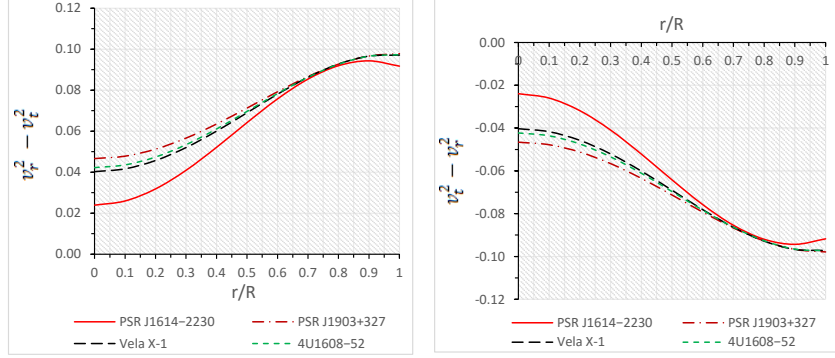 0.12
0.10
0.08
0.06
0.04
0.02
0.00
v_r^2 − v_t^2
0 0.1 0.2 0.3 0.4 0.5 0.6 0.7 0.8 0.9 1
r/R
PSR J1614−2230 PSR J1903+327
Vela X-1 4U1608−52
r/R
0.00
0 0.1 0.2 0.3 0.4 0.5 0.6 0.7 0.8 0.9 1
-0.02
-0.04
-0.06
-0.08
-0.10
-0.12
v_t^2 − v_r^2
PSR J1614−2230 PSR J1903+327
Vela X-1 4U1608−52